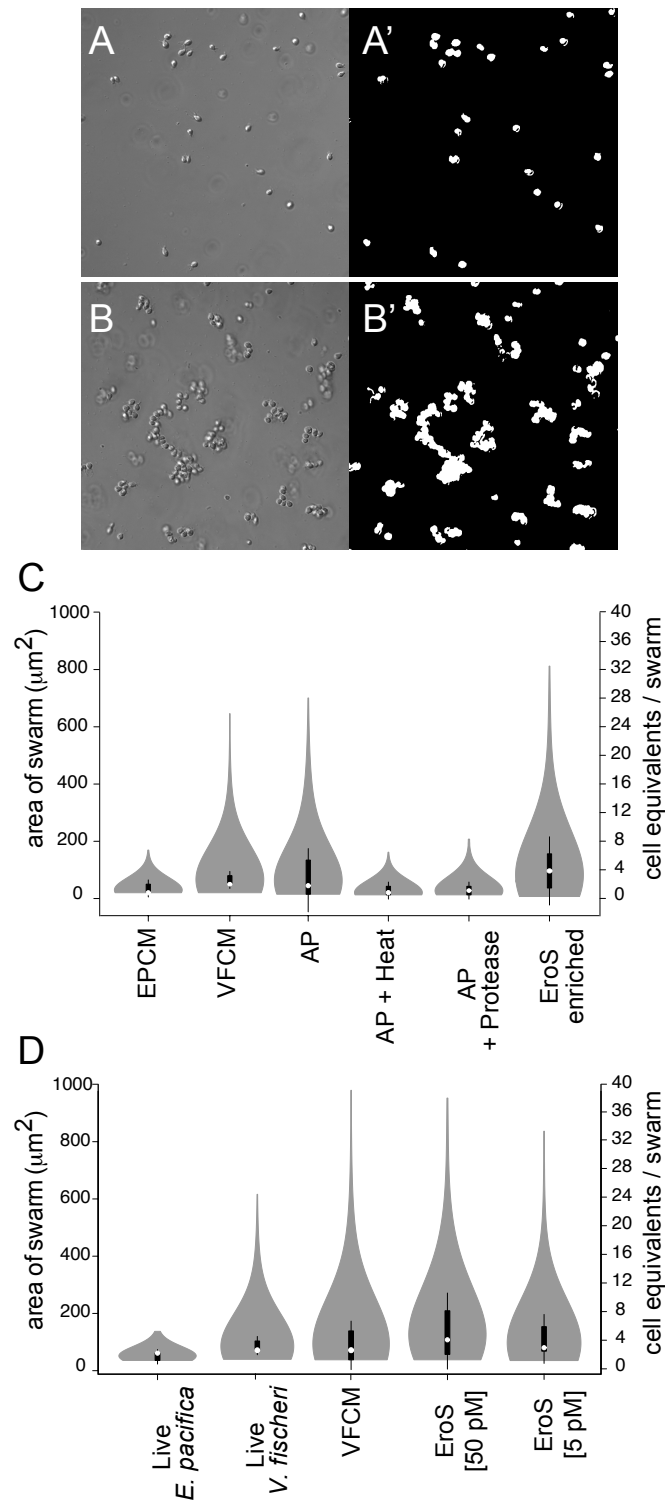 A
A'
B
B'
C
area of swarm (μm²)
1000
800
600
400
200
0
40
36
32
28
24
20
16
12
8
4
0
cell equivalents / swarm
EPCM
VFCM
AP
AP + Heat
AP
+ Protease
EroS
enriched
D
area of swarm (μm²)
1000
800
600
400
200
0
40
36
32
28
24
20
16
12
8
4
0
cell equivalents / swarm
Live
E. pacifica
Live
V. fischeri
VFCM
EroS
[50 pM]
EroS
[5 pM]